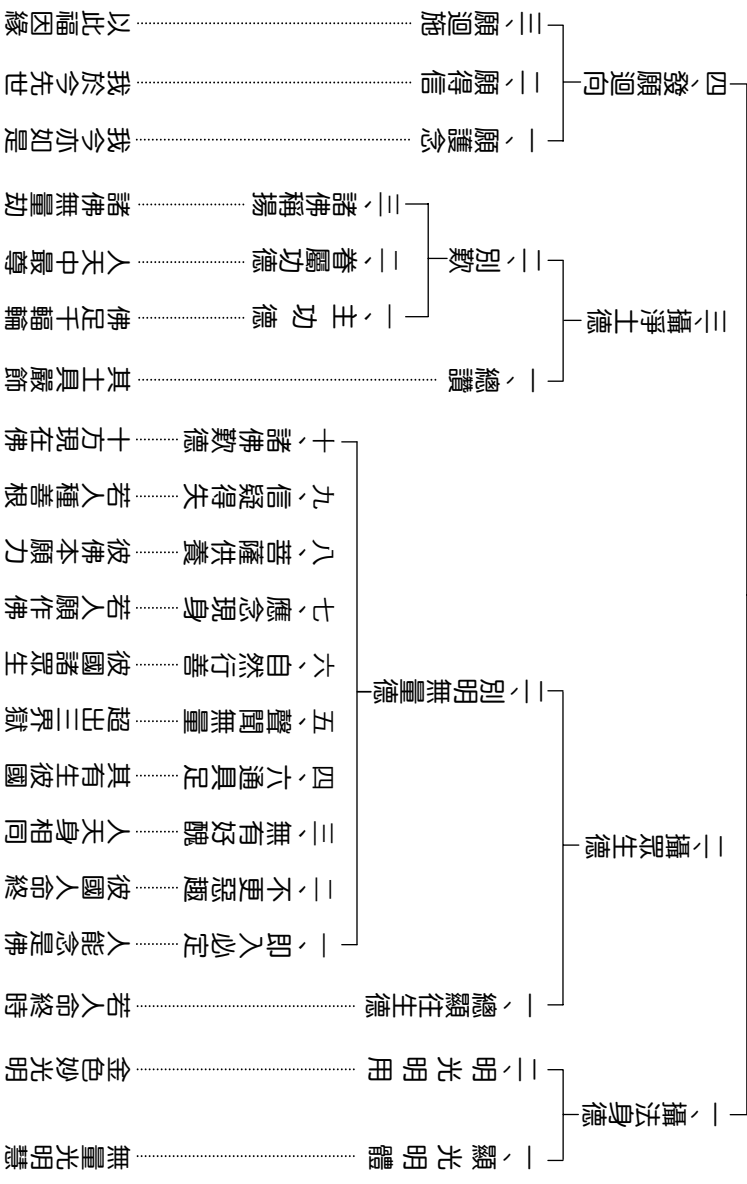 一、攝法身德
一、顯光明體………………無量光明慧
二、明光明用………………金色妙光明
二、攝眾生德
一、總顯往生德………………若人命終時
二、別明無量德
一、即入必定………人能念是佛
二、不更惡趣………彼國人命終
三、無有好醜………人天身相同
四、六通具足………其有生彼國
五、聲聞無量………超出三界獄
六、自然行善………彼國諸眾生
七、應念現身………若人願作佛
八、菩薩供養………彼佛本願力
九、信疑得失………若人種善根
十、諸佛歎德………十方現在佛
三、攝淨土德
一、總讚………………其土具嚴飾
二、別歎
一、主功德………………佛足千輻輪
二、眷屬功德………………人天中最尊
三、諸佛稱揚………………諸佛無量劫
四、發願迴向
一、願護念………………我今亦如是
二、願得信………………我於今先世
三、願迴施………………以此福因緣